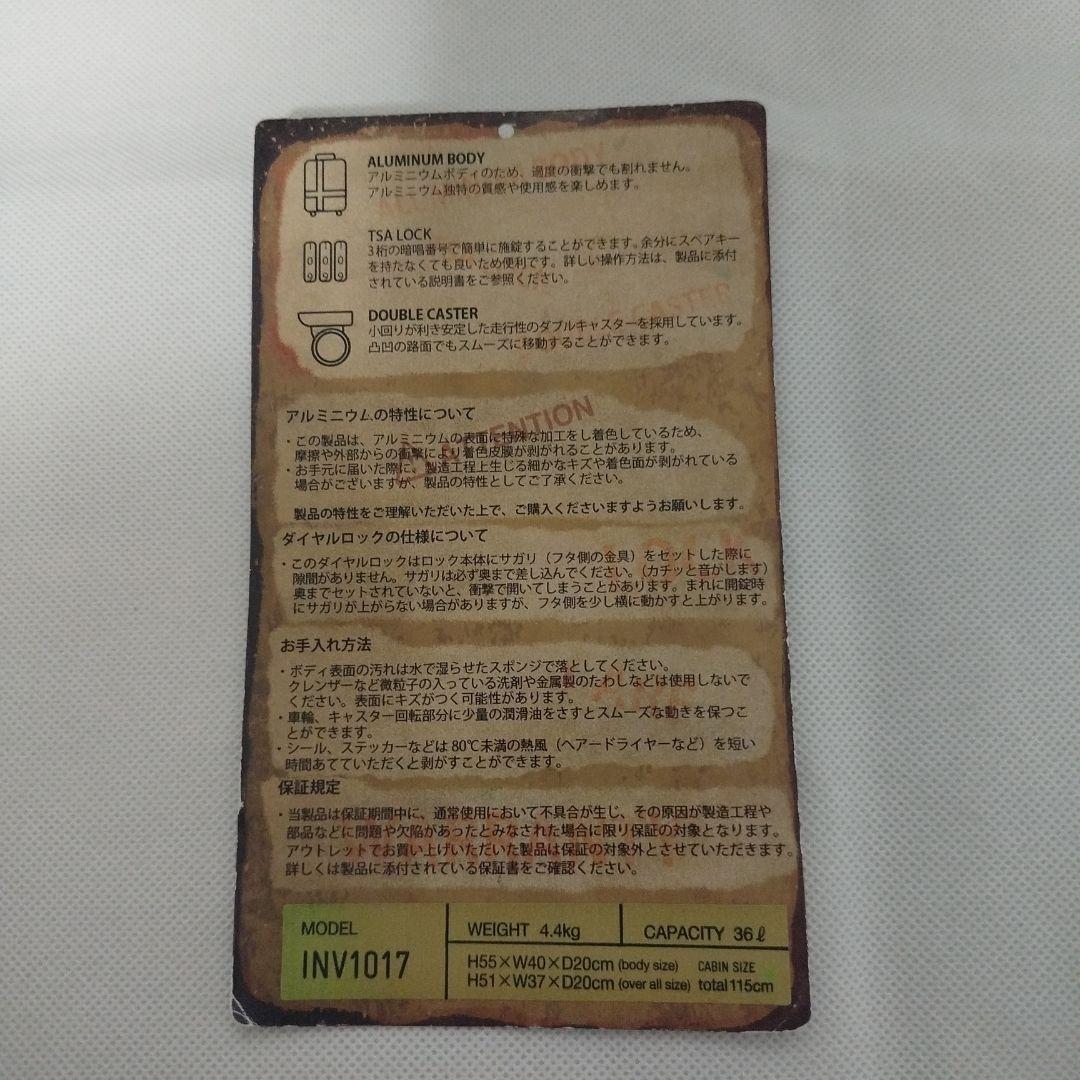 ALUMINUM BODY
アルミニウムボディのため、過度の衝撃でも割れません。
アルミニウム独特の質感や使用感を楽しめます。
TSA LOCK
3桁の暗唱番号で簡単に施錠することができます。余分にスペアキー
を持たなくても良いため便利です。詳しい操作方法は、製品に添付
されている説明書をご参照ください。
DOUBLE CASTER
小回りが利き安定した走行性のダブルキャスターを採用しています。
凸凹の路面でもスムーズに移動することができます。
ATTENTION
アルミニウムの特性について
・この製品は、アルミニウムの表面に特殊な加工をし着色しているため、
摩擦や外部からの衝撃により着色皮膜が剥がれることがあります。
・お手元に届いた際に、製造工程上生じる細かなキズや着色面が剥がれている
場合がございますが、製品の特性としてご了承ください。
製品の特性をご理解いただいた上で、ご購入くださいますようお願いします。
ダイヤルロックの仕様について
・このダイヤルロックはロック本体にサガリ（フタ側の金具）をセットした際に
隙間がありません。サガリは必ず奥まで差し込んでください。（カチッと音がします）
奥までセットされていないと、衝撃で開いてしまうことがあります。まれに開錠時
にサガリが上がらない場合がありますが、フタ側を少し横に動かすと上がります。
お手入れ方法
・ボディ表面の汚れは水で湿らせたスポンジで落としてください。
クレンザーなど微粒子の入っている洗剤や金属製のたわしなどは使用しないで
ください。表面にキズがつく可能性があります。
・車輪、キャスター回転部分に少量の潤滑油をさすとスムーズな動きを保つこ
とができます。
・シール、ステッカーなどは80℃未満の熱風（ヘアードライヤーなど）を短い
時間あてていただくと剥がすことができます。
保証規定
・当製品は保証期間中に、通常使用において不具合が生じ、その原因が製造工程や
部品などに問題や欠陥があったとみなされた場合に限り保証の対象となります。
アウトレットでお買い上げいただいた製品は保証の対象外とさせていただきます。
詳しくは製品に添付されている保証書をご確認ください。
MODEL
INV1017
WEIGHT 4.4kg
CAPACITY 36ℓ
H55×W40×D20cm (body size) CABIN SIZE
H51×W37×D20cm (over all size) total 115cm